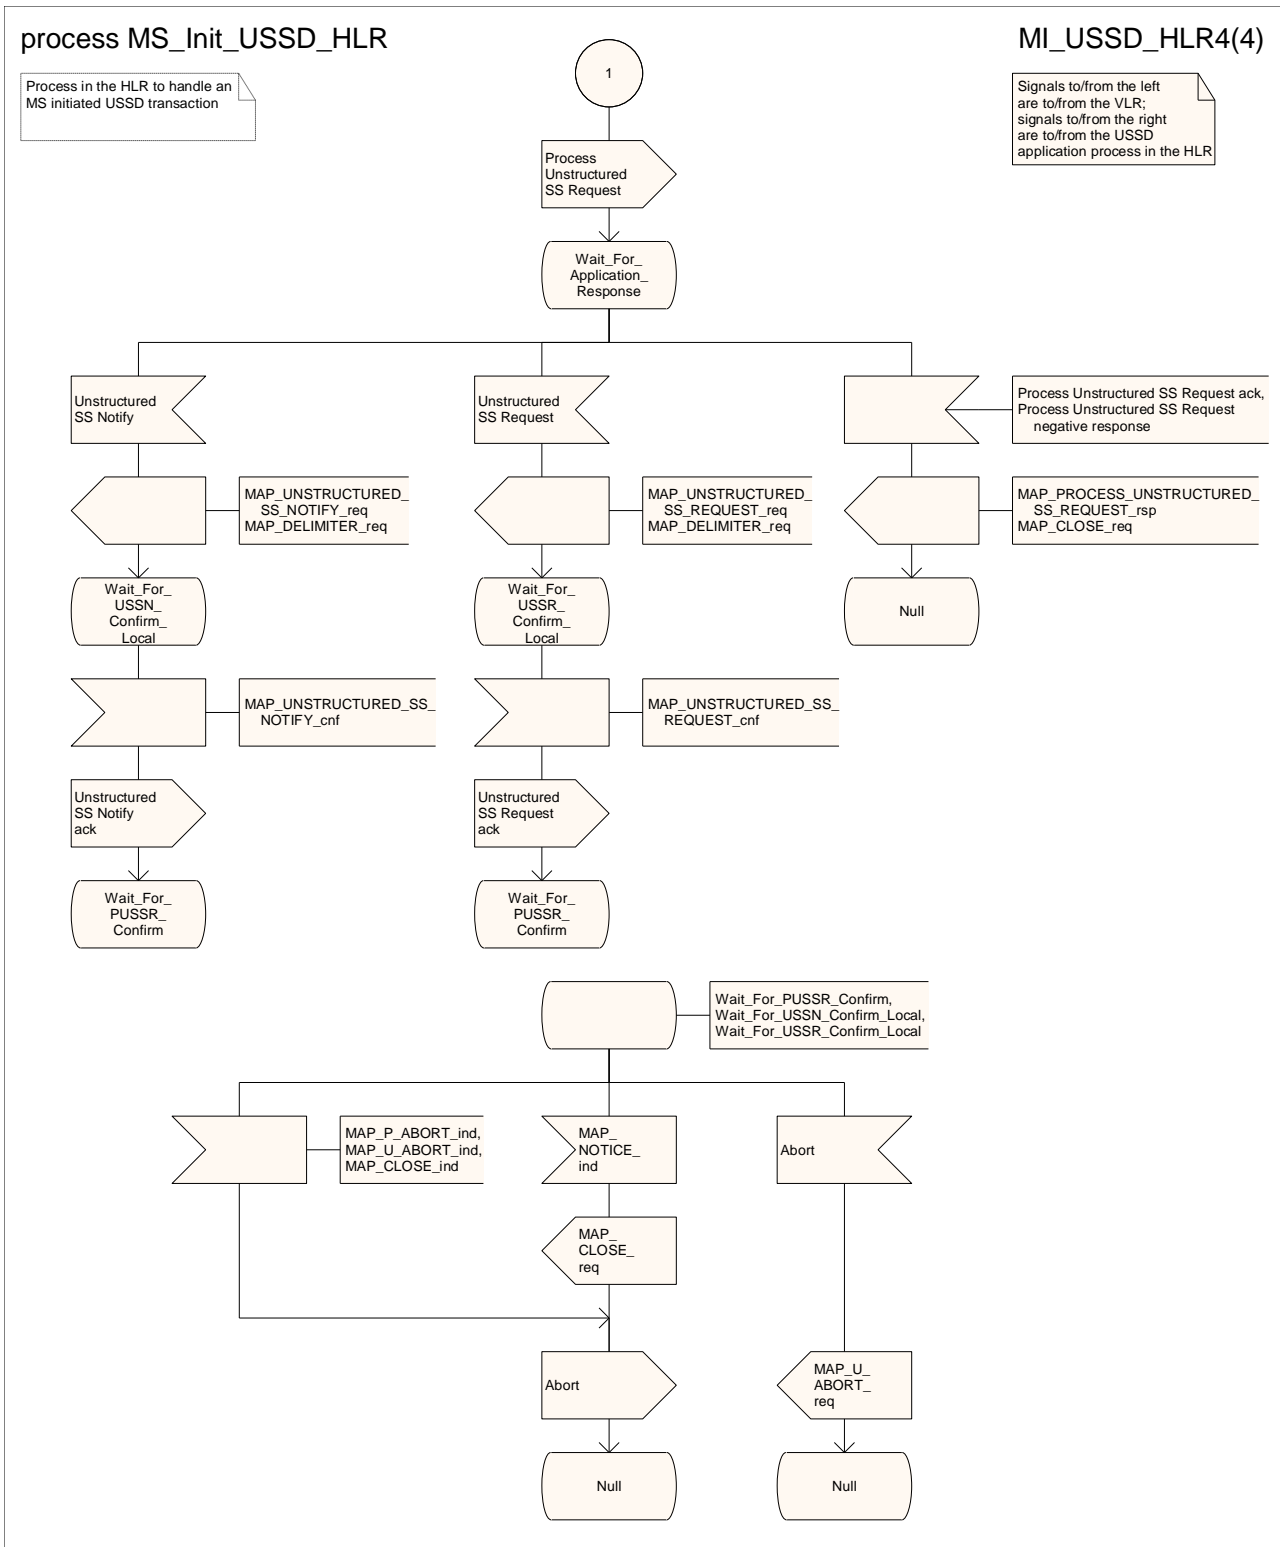 process MS_Init_USSD_HLR
MI_USSD_HLR4(4)
Process in the HLR to handle an
MS initiated USSD transaction
1
Signals to/from the left
are to/from the VLR;
signals to/from the right
are to/from the USSD
application process in the HLR
Process
Unstructured
SS Request
Wait_For_
Application_
Response
Unstructured
SS Notify
Unstructured
SS Request
Process Unstructured SS Request ack,
Process Unstructured SS Request
negative response
MAP_UNSTRUCTURED_
SS_NOTIFY_req
MAP_DELIMITER_req
MAP_UNSTRUCTURED_
SS_REQUEST_req
MAP_DELIMITER_req
MAP_PROCESS_UNSTRUCTURED_
SS_REQUEST_rsp
MAP_CLOSE_req
Wait_For_
USSN_
Confirm_
Local
Wait_For_
USSR_
Confirm_
Local
Null
MAP_UNSTRUCTURED_SS_
NOTIFY_cnf
MAP_UNSTRUCTURED_SS_
REQUEST_cnf
Unstructured
SS Notify
ack
Unstructured
SS Request
ack
Wait_For_
PUSSR_
Confirm
Wait_For_
PUSSR_
Confirm
Wait_For_PUSSR_Confirm,
Wait_For_USSN_Confirm_Local,
Wait_For_USSR_Confirm_Local
MAP_P_ABORT_ind,
MAP_U_ABORT_ind,
MAP_CLOSE_ind
MAP_
NOTICE_
ind
Abort
MAP_
CLOSE_
req
Abort
MAP_U_
ABORT_
req
Null
Null